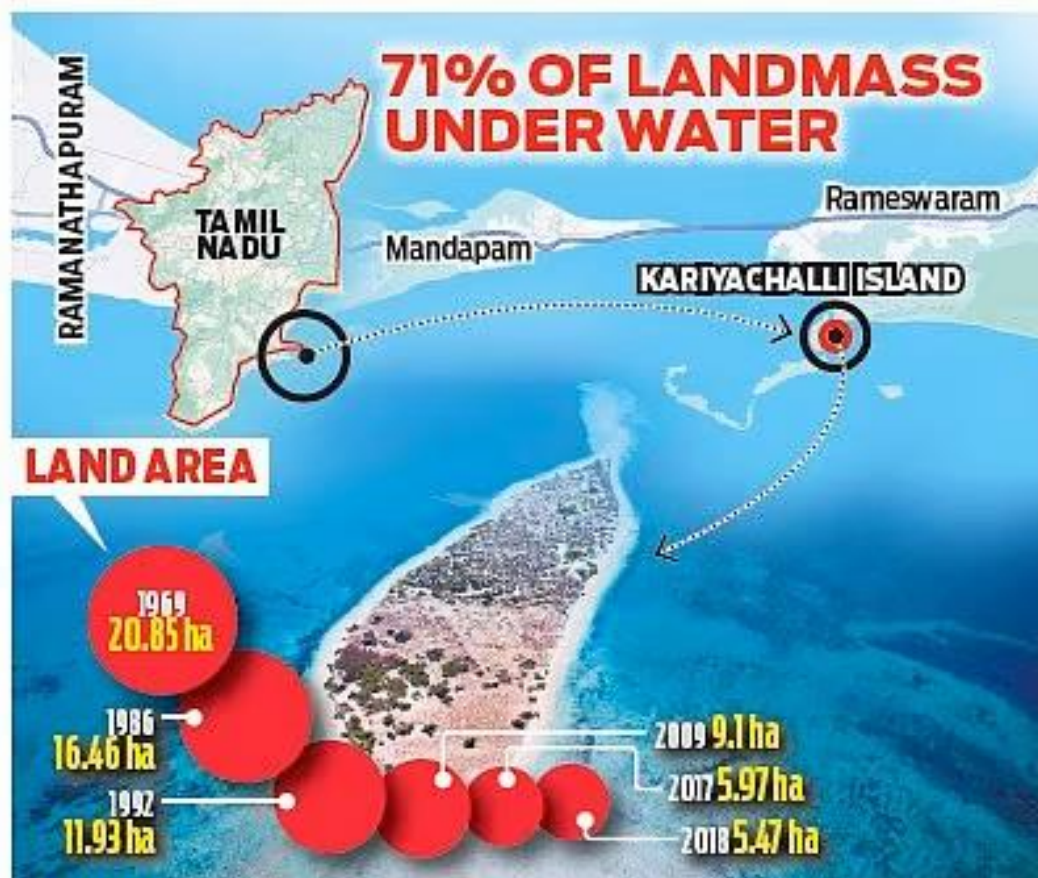 71% OF LANDMASS
UNDER WATER
RAMANATHAPURAM
TAMIL
NADU
Mandapam
Rameswaram
KARIYACHALLI ISLAND
LAND AREA
1969
20.85 ha
1986
16.46 ha
1992
11.93 ha
2009 9.1 ha
2017 5.97 ha
2018 5.47 ha